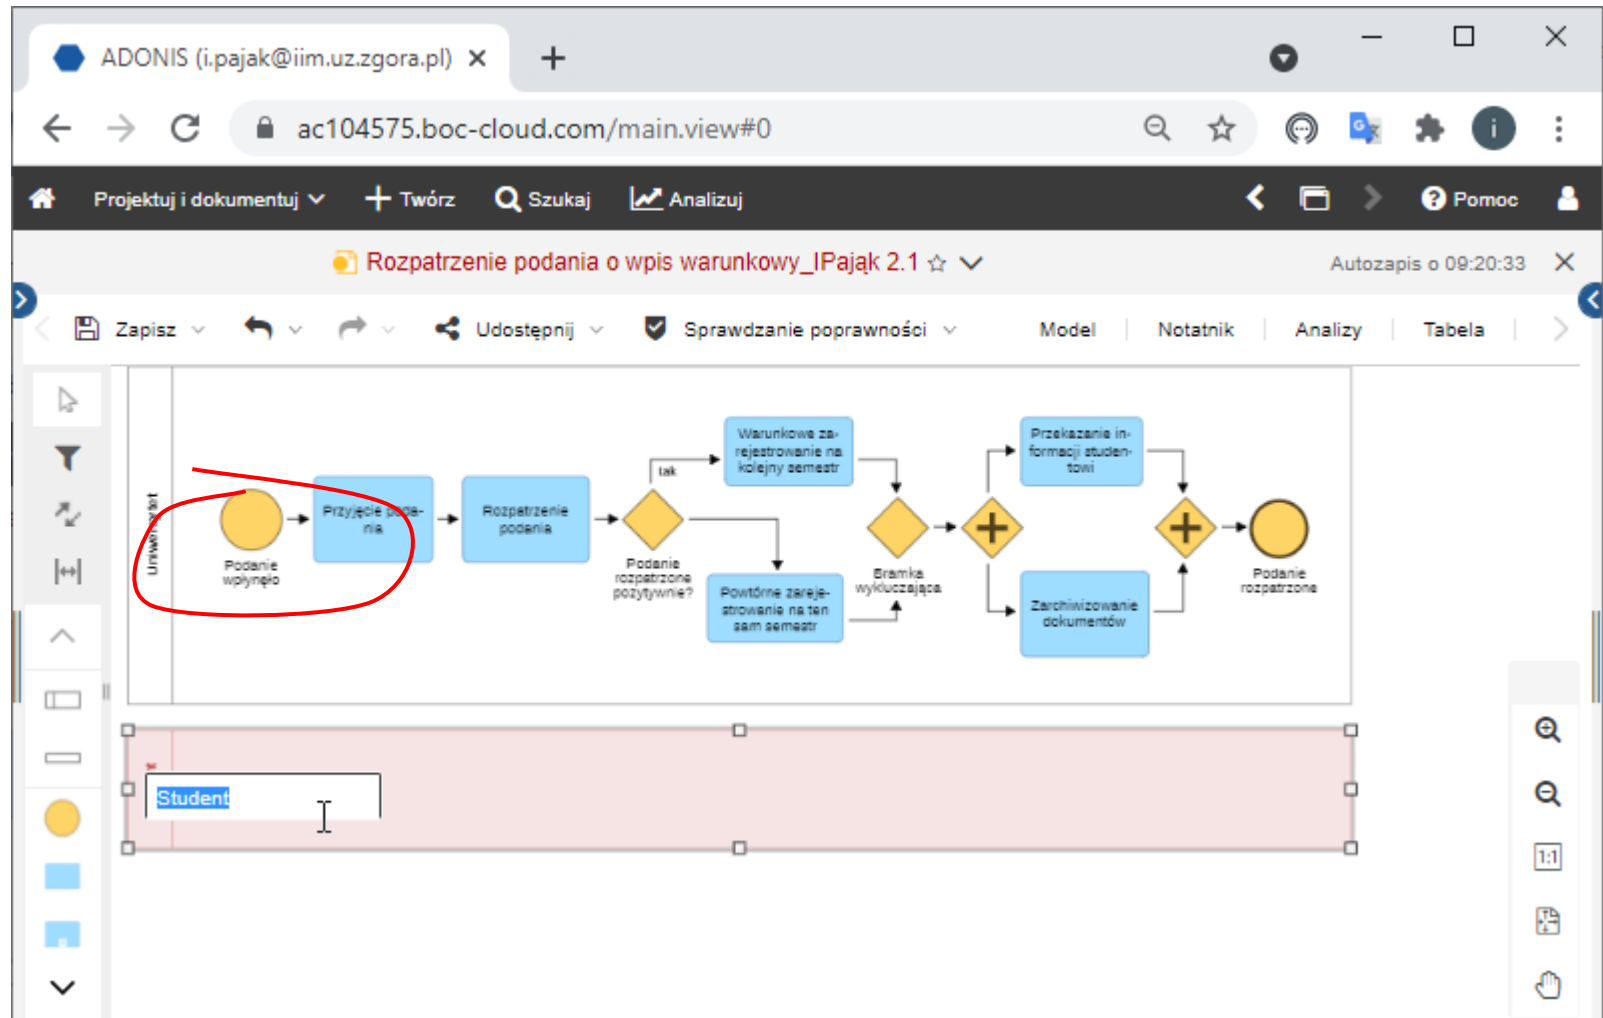 ADONIS (i.pajak@iim.uz.zgora.pl)
ac104575.boc-cloud.com/main.view#0
i
Projektuj i dokumentuj
Twórz
Szukaj
Analizuj
Pomoc
Rozpatrzenie podania o wpis warunkowy_IPająk 2.1
Autozapis o 09:20:33
Zapisz
Udostępnij
Sprawdzanie poprawności
Model
Notatnik
Analizy
Tabela
Uniwersytet
Podanie
wpłynęło
Przyjęcie poda-
nia
Rozpatrzenie
podania
Podanie
rozpatrzone
pozytywnie?
tak
Warunkowe za-
rejestrowanie na
kolejny semestr
Powtórne zareje-
strowanie na ten
sam semestr
Bramka
wykluczająca
Przekazanie in-
formacji studen-
towi
Zarchiwizowanie
dokumentów
Podanie
rozpatrzone
Student
1:1